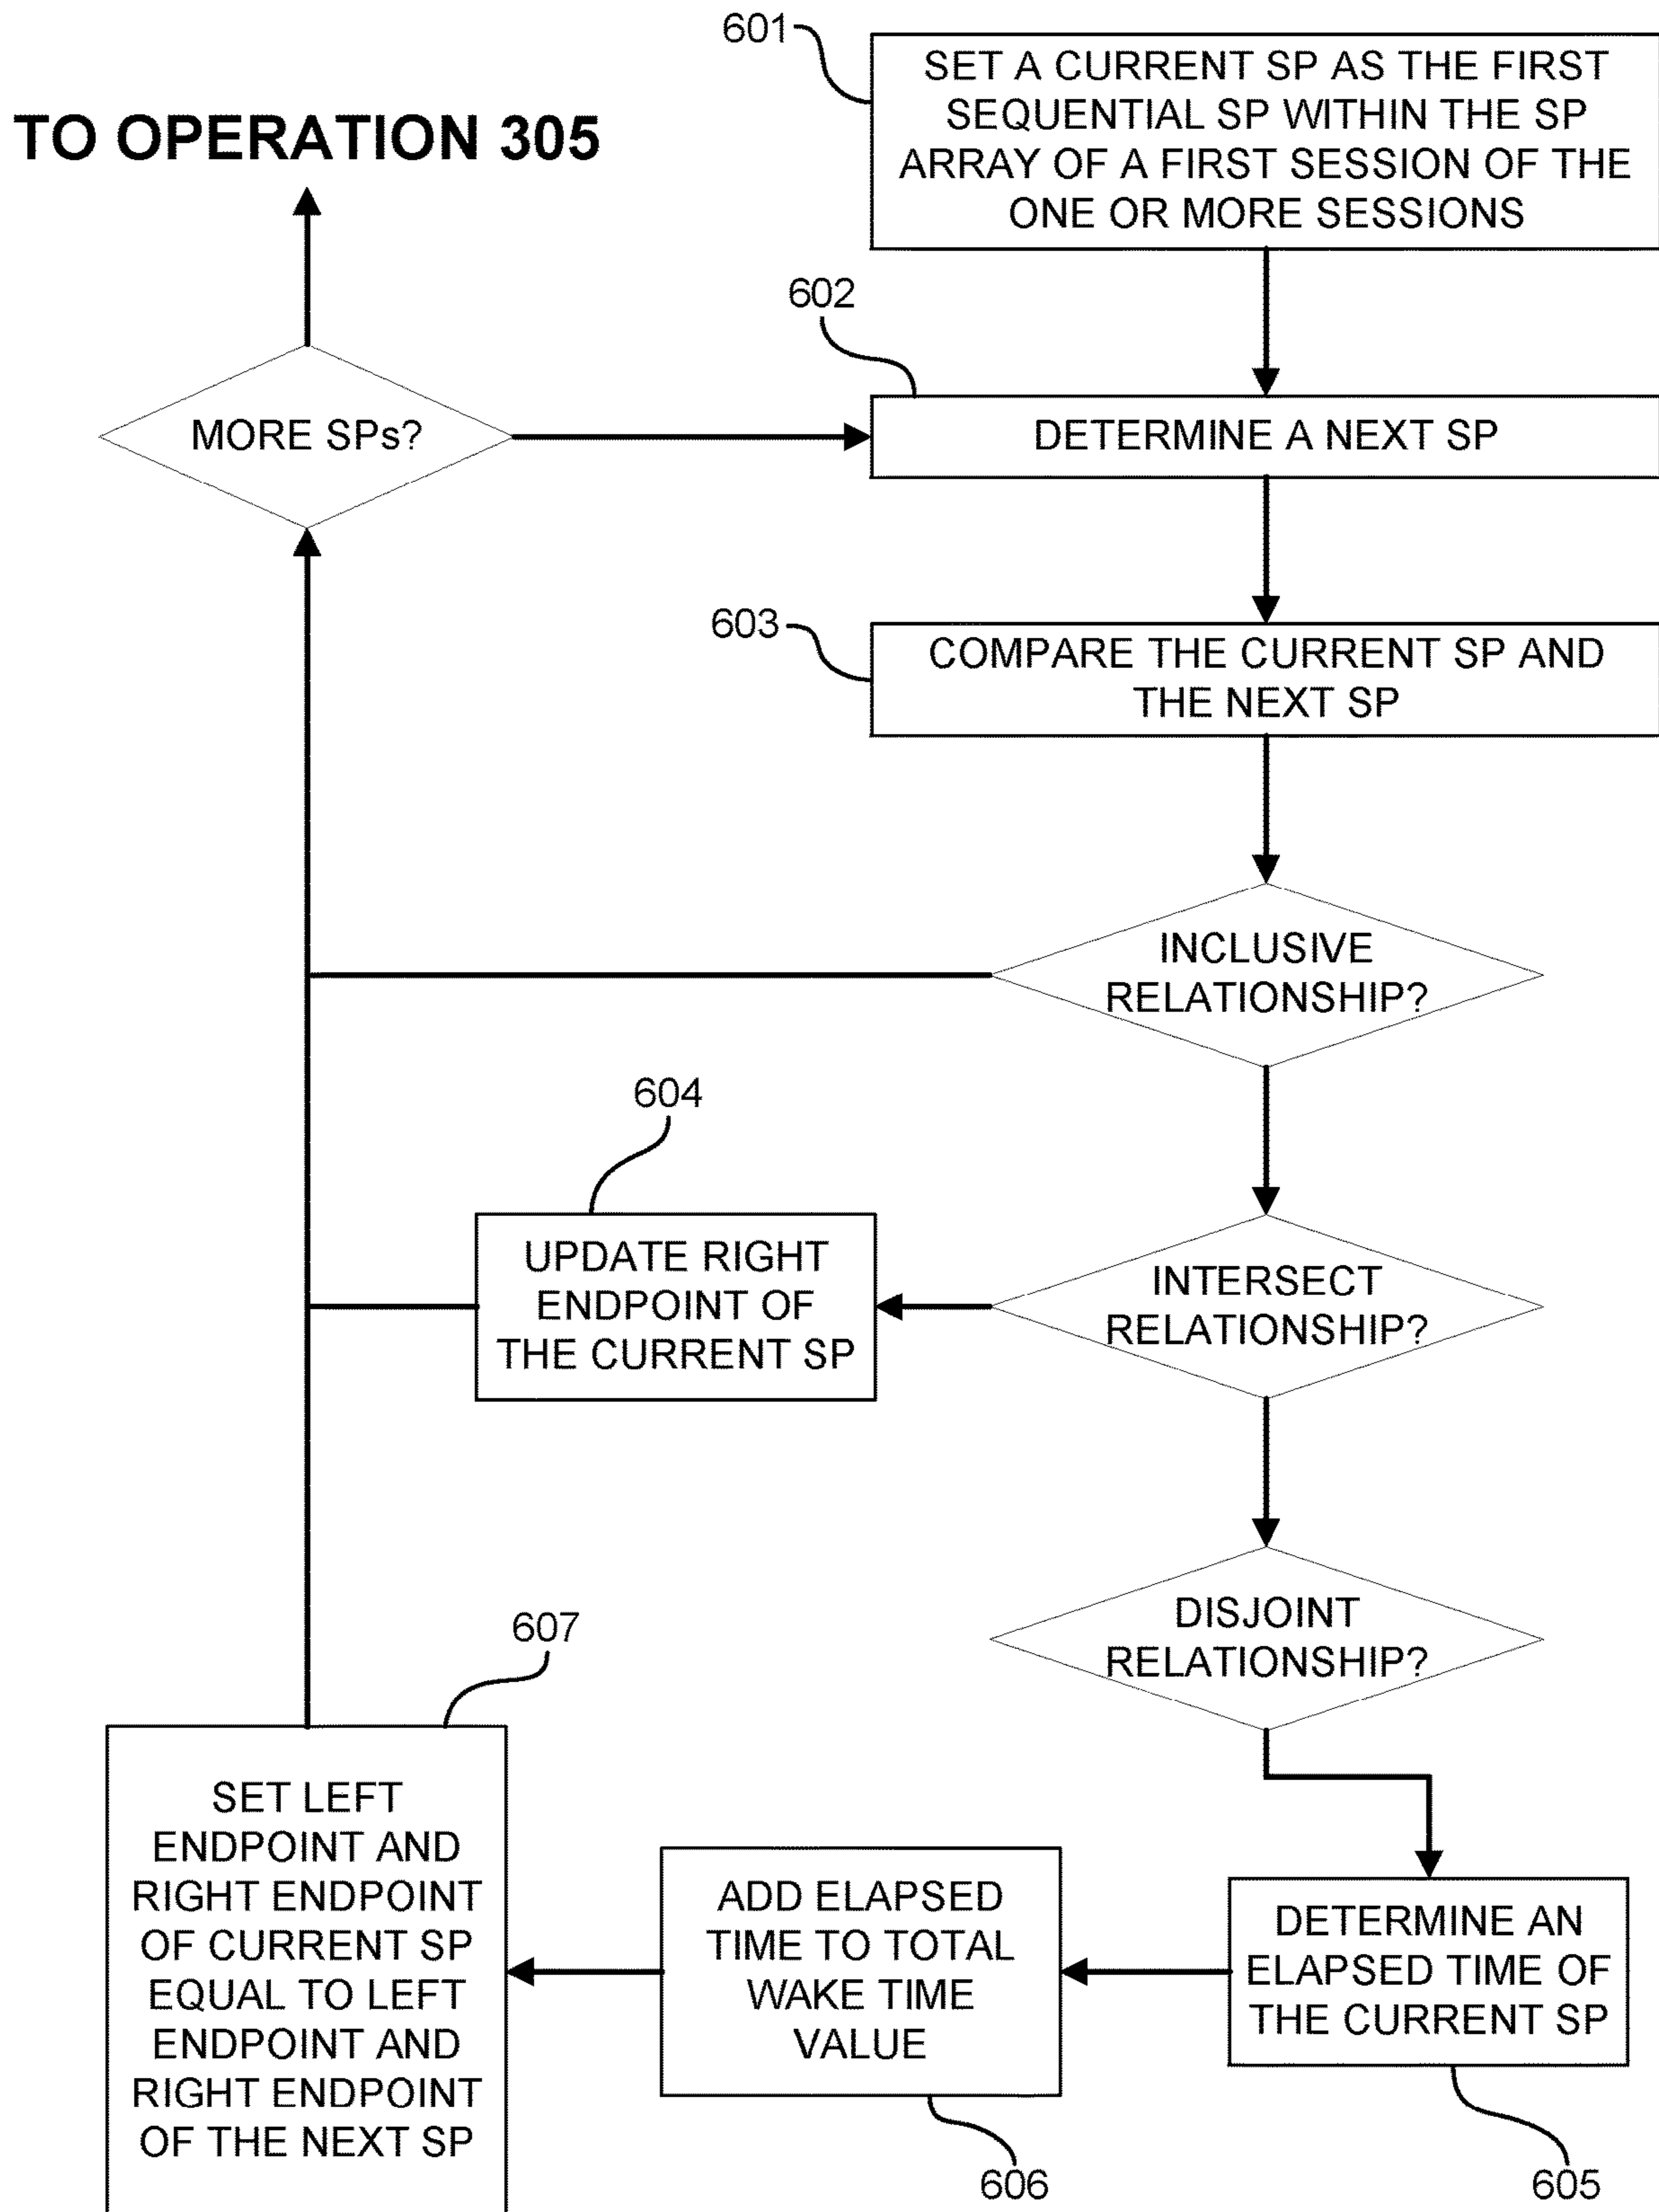 601
SET A CURRENT SP AS THE FIRST
SEQUENTIAL SP WITHIN THE SP
ARRAY OF A FIRST SESSION OF THE
ONE OR MORE SESSIONS
TO OPERATION 305
602
MORE SPs?
DETERMINE A NEXT SP
603
COMPARE THE CURRENT SP AND
THE NEXT SP
INCLUSIVE
RELATIONSHIP?
604
UPDATE RIGHT
ENDPOINT OF
THE CURRENT SP
INTERSECT
RELATIONSHIP?
DISJOINT
RELATIONSHIP?
607
SET LEFT
ENDPOINT AND
RIGHT ENDPOINT
OF CURRENT SP
EQUAL TO LEFT
ENDPOINT AND
RIGHT ENDPOINT
OF THE NEXT SP
ADD ELAPSED
TIME TO TOTAL
WAKE TIME
VALUE
DETERMINE AN
ELAPSED TIME OF
THE CURRENT SP
606
605